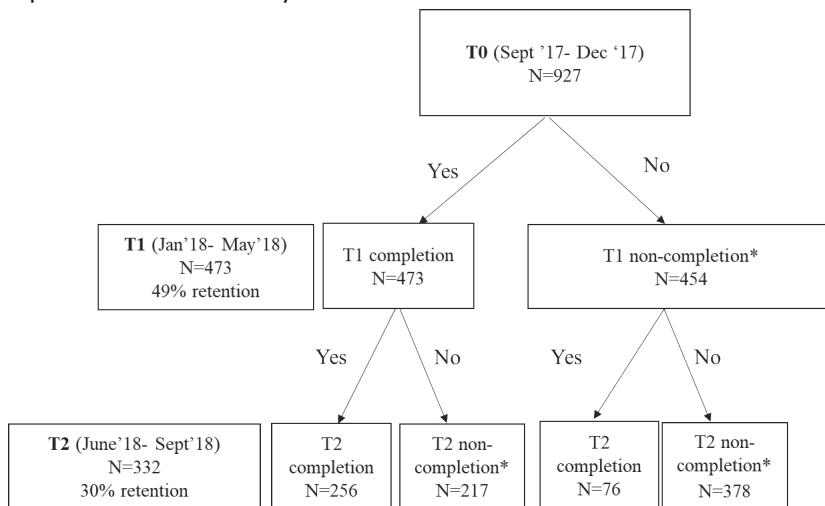 T0 (Sept ’17- Dec ‘17)
N=927
Yes
No
T1 (Jan’18- May’18)
N=473
49% retention
T1 completion
N=473
T1 non-completion*
N=454
Yes
No
Yes
No
T2 (June’18- Sept’18)
N=332
30% retention
T2
completion
N=256
T2 non-
completion*
N=217
T2
completion
N=76
T2 non-
completion*
N=378